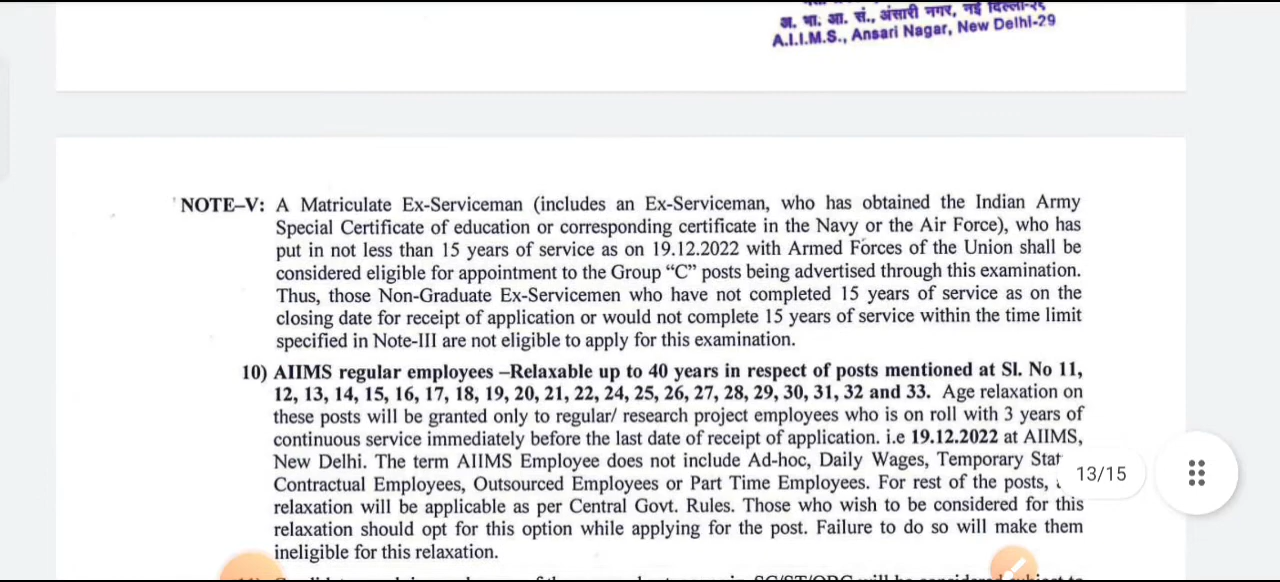 अ. भा. आ. सं., अंसारी नगर, नई दिल्ली-२९
A.I.I.M.S., Ansari Nagar, New Delhi-29
NOTE–V: A Matriculate Ex-Serviceman (includes an Ex-Serviceman, who has obtained the Indian Army
Special Certificate of education or corresponding certificate in the Navy or the Air Force), who has
put in not less than 15 years of service as on 19.12.2022 with Armed Forces of the Union shall be
considered eligible for appointment to the Group “C” posts being advertised through this examination.
Thus, those Non-Graduate Ex-Servicemen who have not completed 15 years of service as on the
closing date for receipt of application or would not complete 15 years of service within the time limit
specified in Note-III are not eligible to apply for this examination.
10) AIIMS regular employees –Relaxable up to 40 years in respect of posts mentioned at Sl. No 11,
12, 13, 14, 15, 16, 17, 18, 19, 20, 21, 22, 24, 25, 26, 27, 28, 29, 30, 31, 32 and 33. Age relaxation on
these posts will be granted only to regular/ research project employees who is on roll with 3 years of
continuous service immediately before the last date of receipt of application. i.e 19.12.2022 at AIIMS,
New Delhi. The term AIIMS Employee does not include Ad-hoc, Daily Wages, Temporary Staf
13/15
Contractual Employees, Outsourced Employees or Part Time Employees. For rest of the posts,
relaxation will be applicable as per Central Govt. Rules. Those who wish to be considered for this
relaxation should opt for this option while applying for the post. Failure to do so will make them
ineligible for this relaxation.